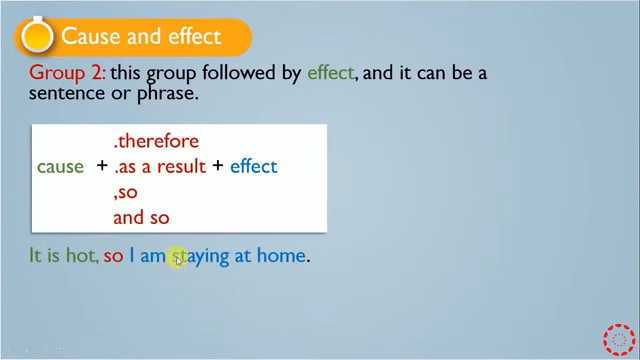 Cause and effect
Group 2: this group followed by effect, and it can be a
sentence or phrase.
.therefore
cause + .as a result + effect
,so
and so
It is hot, so I am staying at home.